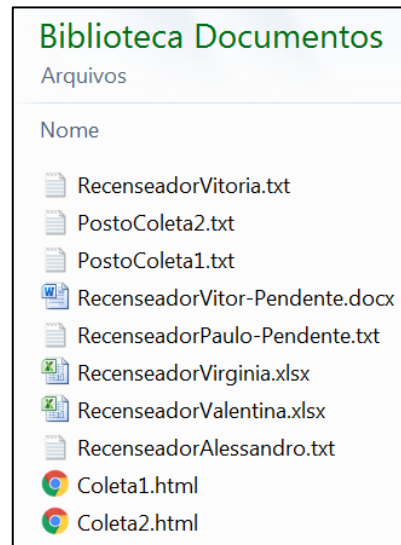 Biblioteca Documentos
Arquivos
Nome
RecenseadorVitoria.txt
PostoColeta2.txt
PostoColeta1.txt
RecenseadorVitor-Pendente.docx
RecenseadorPaulo-Pendente.txt
RecenseadorVirginia.xlsx
RecenseadorValentina.xlsx
RecenseadorAlessandro.txt
Coleta1.html
Coleta2.html